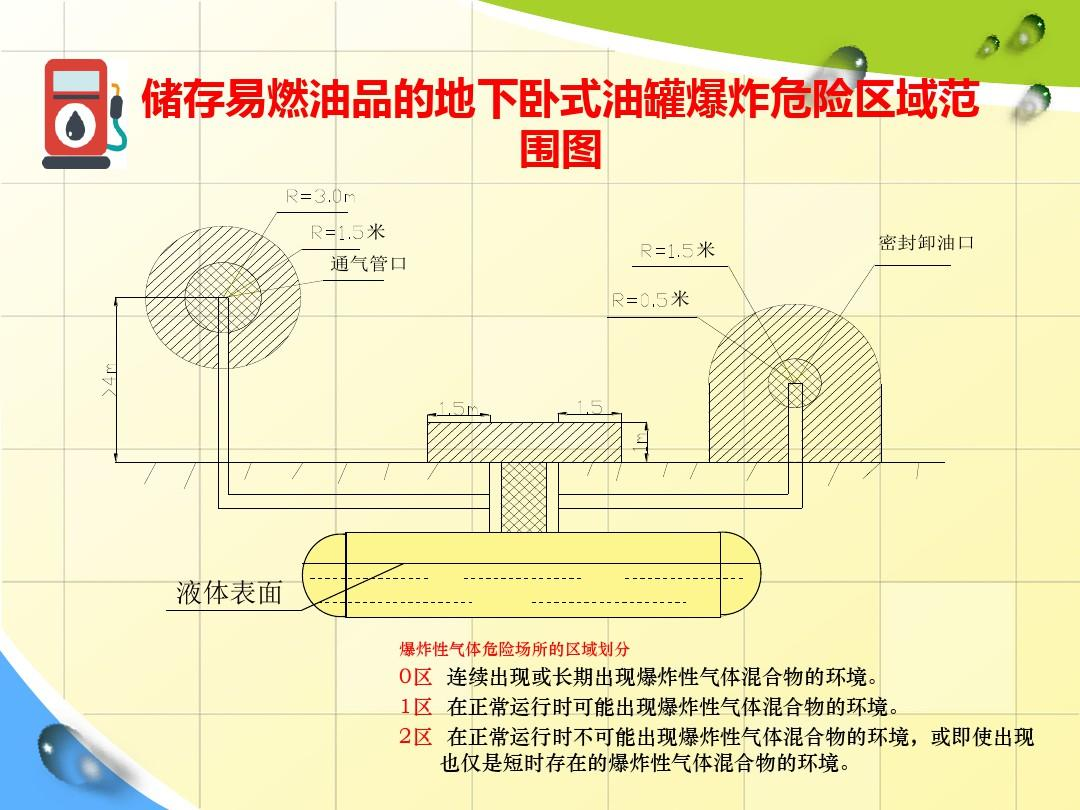 储存易燃油品的地下卧式油罐爆炸危险区域范
围图
R=3.0m
R=1.5米
通气管口
R=1.5米
密封卸油口
R=0.5米
>4m
1.5m
1.5
1m
液体表面
爆炸性气体危险场所的区域划分
0区 连续出现或长期出现爆炸性气体混合物的环境。
1区 在正常运行时可能出现爆炸性气体混合物的环境。
2区 在正常运行时不可能出现爆炸性气体混合物的环境，或即使出现
也仅是短时存在的爆炸性气体混合物的环境。